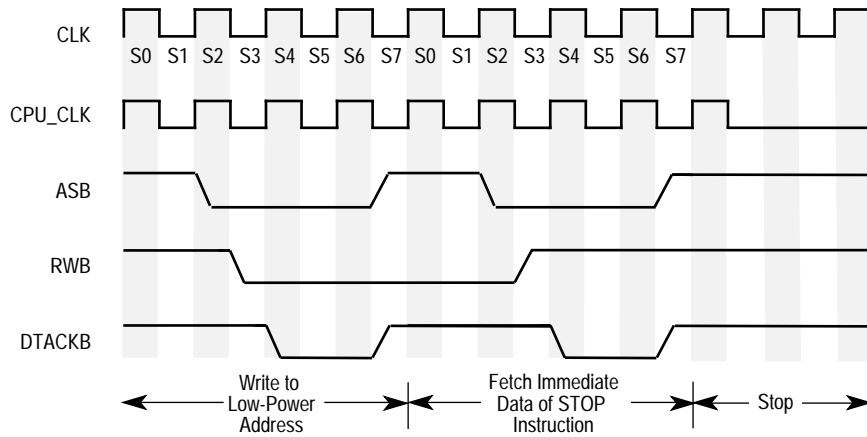 CLK
S0 S1 S2 S3 S4 S5 S6 S7 S0 S1 S2 S3 S4 S5 S6 S7
CPU_CLK
ASB
RWB
DTACKB
Write to
Low-Power
Address
Fetch Immediate
Data of STOP
Instruction
Stop